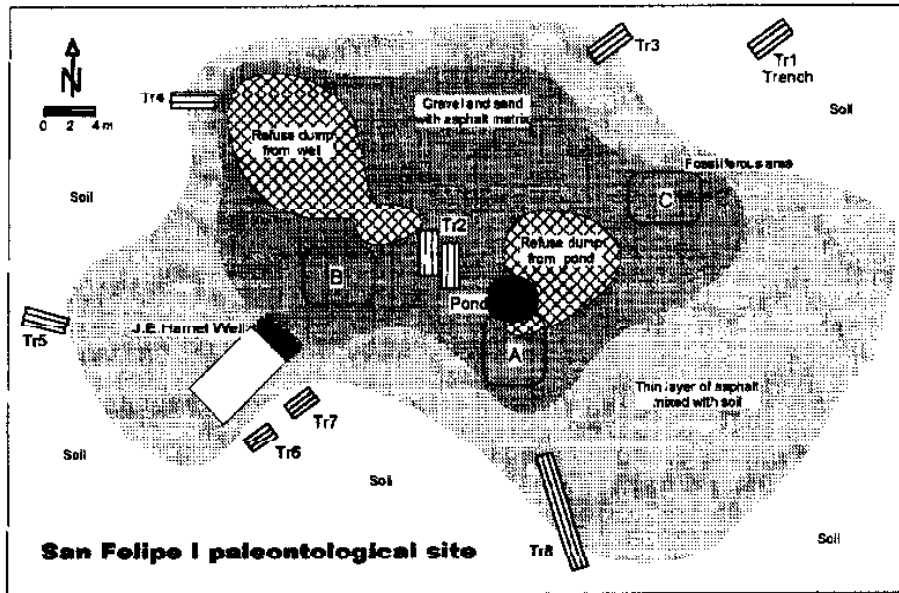 N
0 2 4m
Tr3
Tr1
Trench
Soil
Tr4
Refuse dump
from well
Gravel and sand
with asphalt matrix
Fossiliferous area
Soil
C
Tr2
Refuse dump
from pond
B
Pond
J.E. Hamel Well
A
Tr5
Thin layer of asphalt
mixed with soil
Tr7
Tr6
Soil
Soil
Soil
San Felipe I paleontological site
Tr8